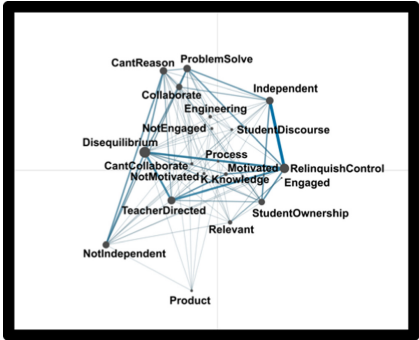 CantReason
ProblemSolve
Collaborate
Independent
Engineering
NotEngaged
StudentDiscourse
Disequilibrium
Process
CantCollaborate
Motivated
RelinquishControl
NotMotivated
K.Knowledge
Engaged
TeacherDirected
StudentOwnership
Relevant
NotIndependent
Product